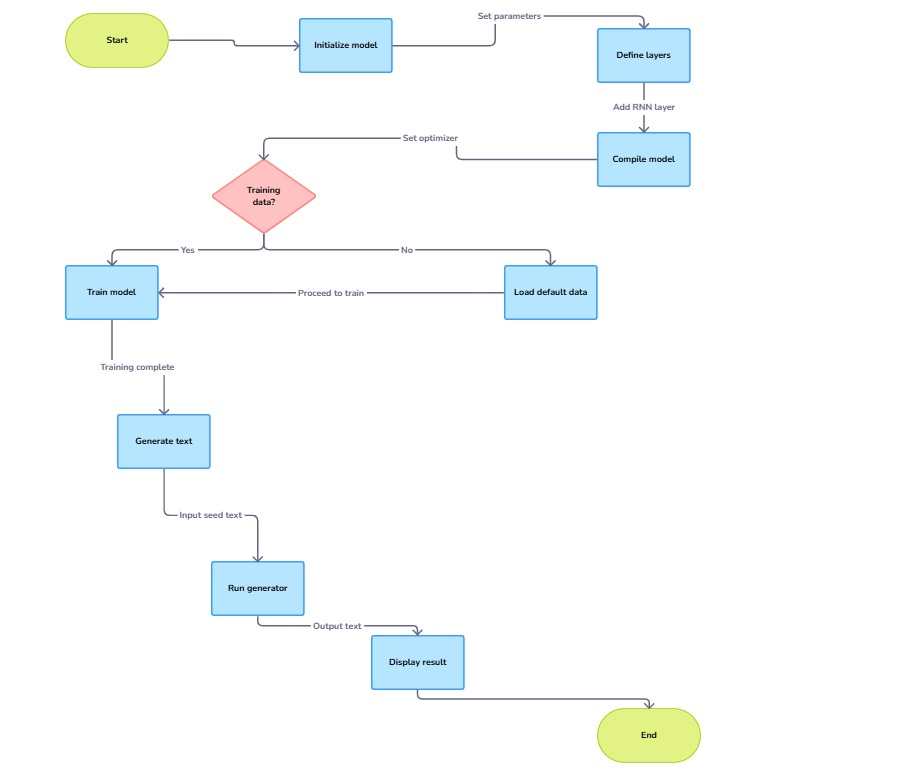 Start
Initialize model
Set parameters
Define layers
Add RNN layer
Compile model
Set optimizer
Training
data?
Yes
No
Train model
Proceed to train
Load default data
Training complete
Generate text
Input seed text
Run generator
Output text
Display result
End